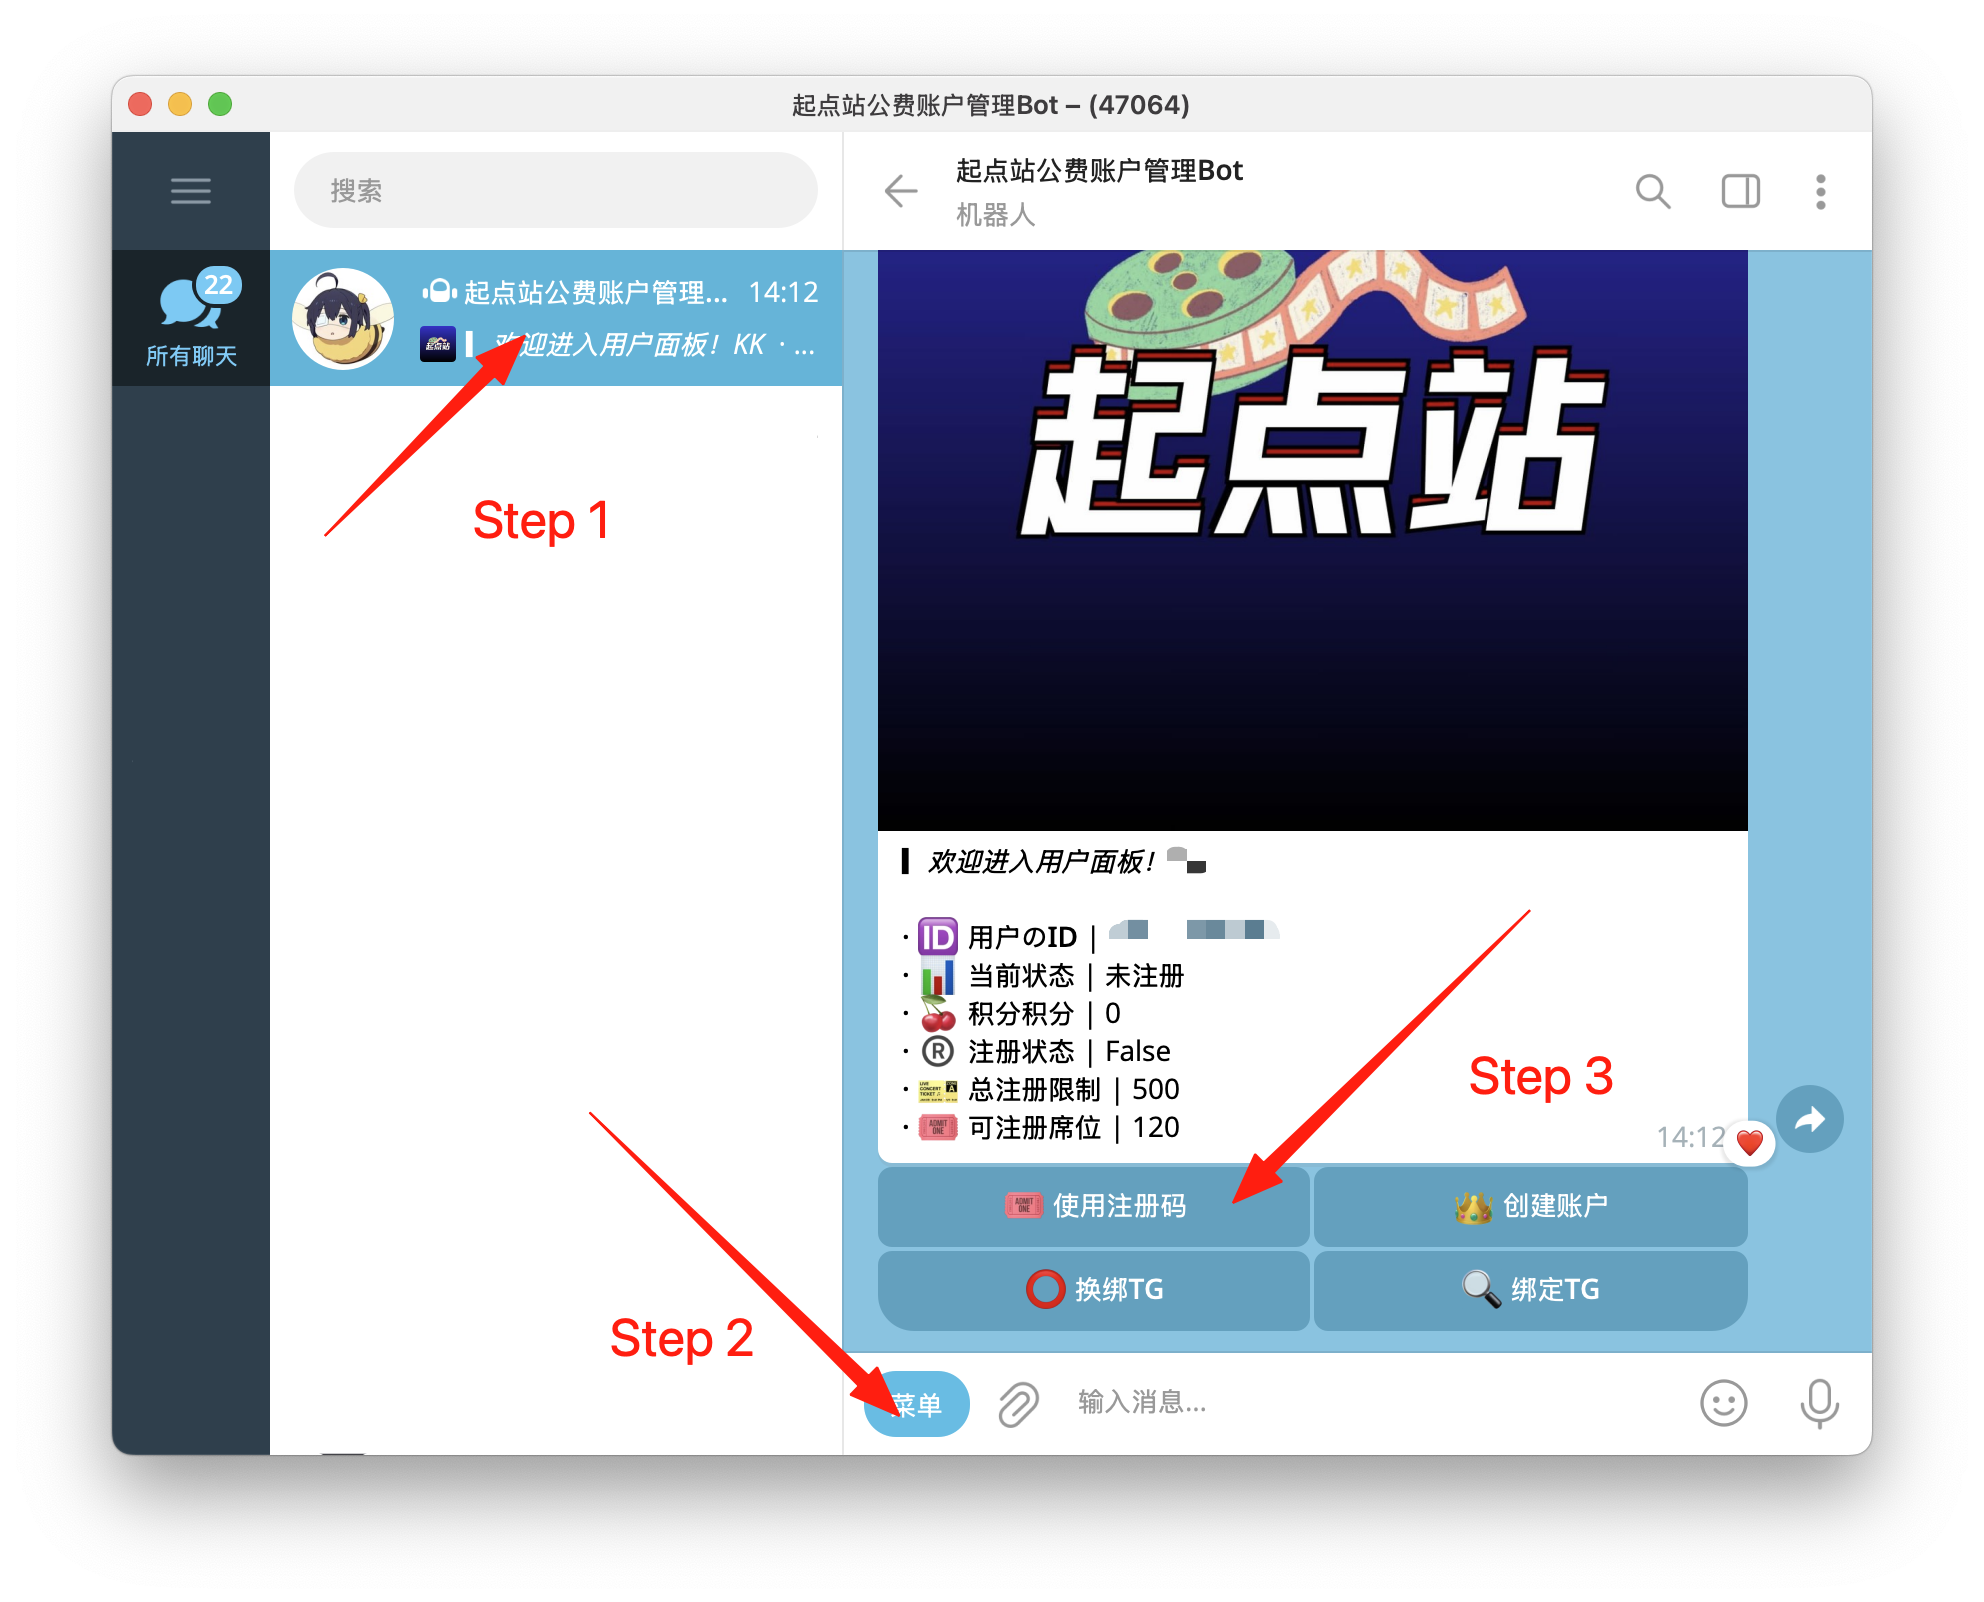 起点站公费账户管理Bot – (47064)
搜索
起点站公费账户管理Bot
机器人
22
所有聊天
起点站公费账户管理... 14:12
起点站
欢迎进入用户面板！KK · ...
Step 1
起点站
欢迎进入用户面板！
· ID 用户のID |
· 当前状态 | 未注册
· 积分积分 | 0
· ® 注册状态 | False
· 总注册限制 | 500
· 可注册席位 | 120
14:12
Step 3
ADMIT ONE 使用注册码
创建账户
换绑TG
绑定TG
Step 2
菜单
输入消息...